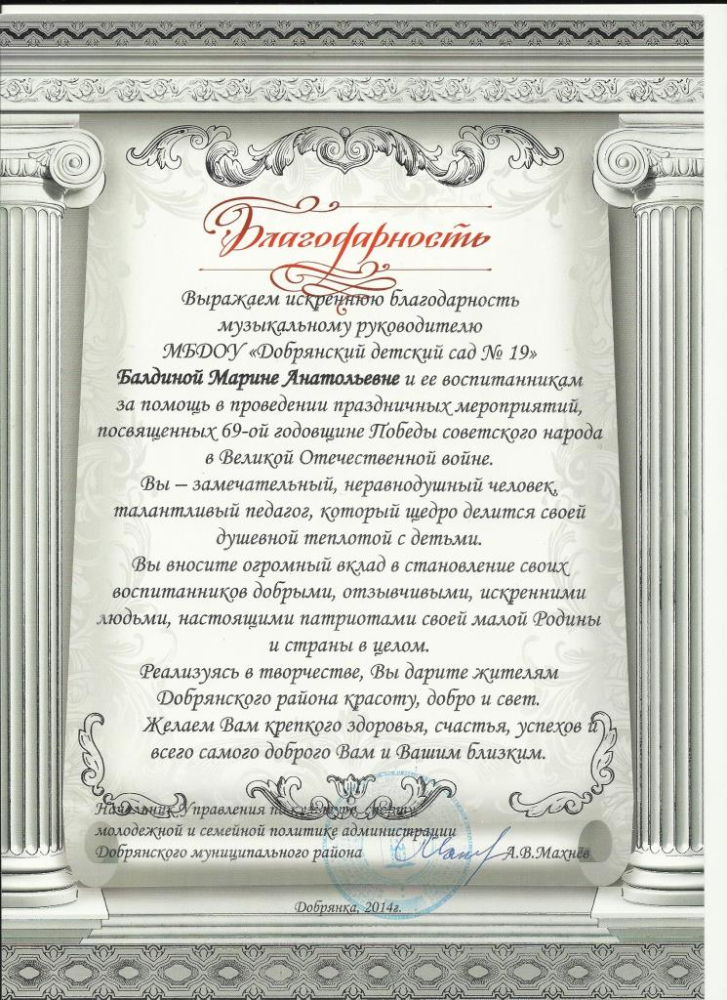 Благодарность
Выражаем искреннюю благодарность
музыкальному руководителю
МБДОУ «Добрянский детский сад № 19»
Балдиной Марине Анатольевне и ее воспитанникам
за помощь в проведении праздничных мероприятий,
посвященных 69-ой годовщине Победы советского народа
в Великой Отечественной войне.
Вы – замечательный, неравнодушный человек,
талантливый педагог, который щедро делится своей
душевной теплотой с детьми.
Вы вносите огромный вклад в становление своих
воспитанников добрыми, отзывчивыми, искренними
людьми, настоящими патриотами своей малой Родины
и страны в целом.
Реализуясь в творчестве, Вы дарите жителям
Добрянского района красоту, добро и свет.
Желаем Вам крепкого здоровья, счастья, успехов и
всего самого доброго Вам и Вашим близким.
Начальник Управления по культуре,
молодежной и семейной политике администрации
Добрянского муниципального района А.В.Махнёв
Добрянка, 2014г.